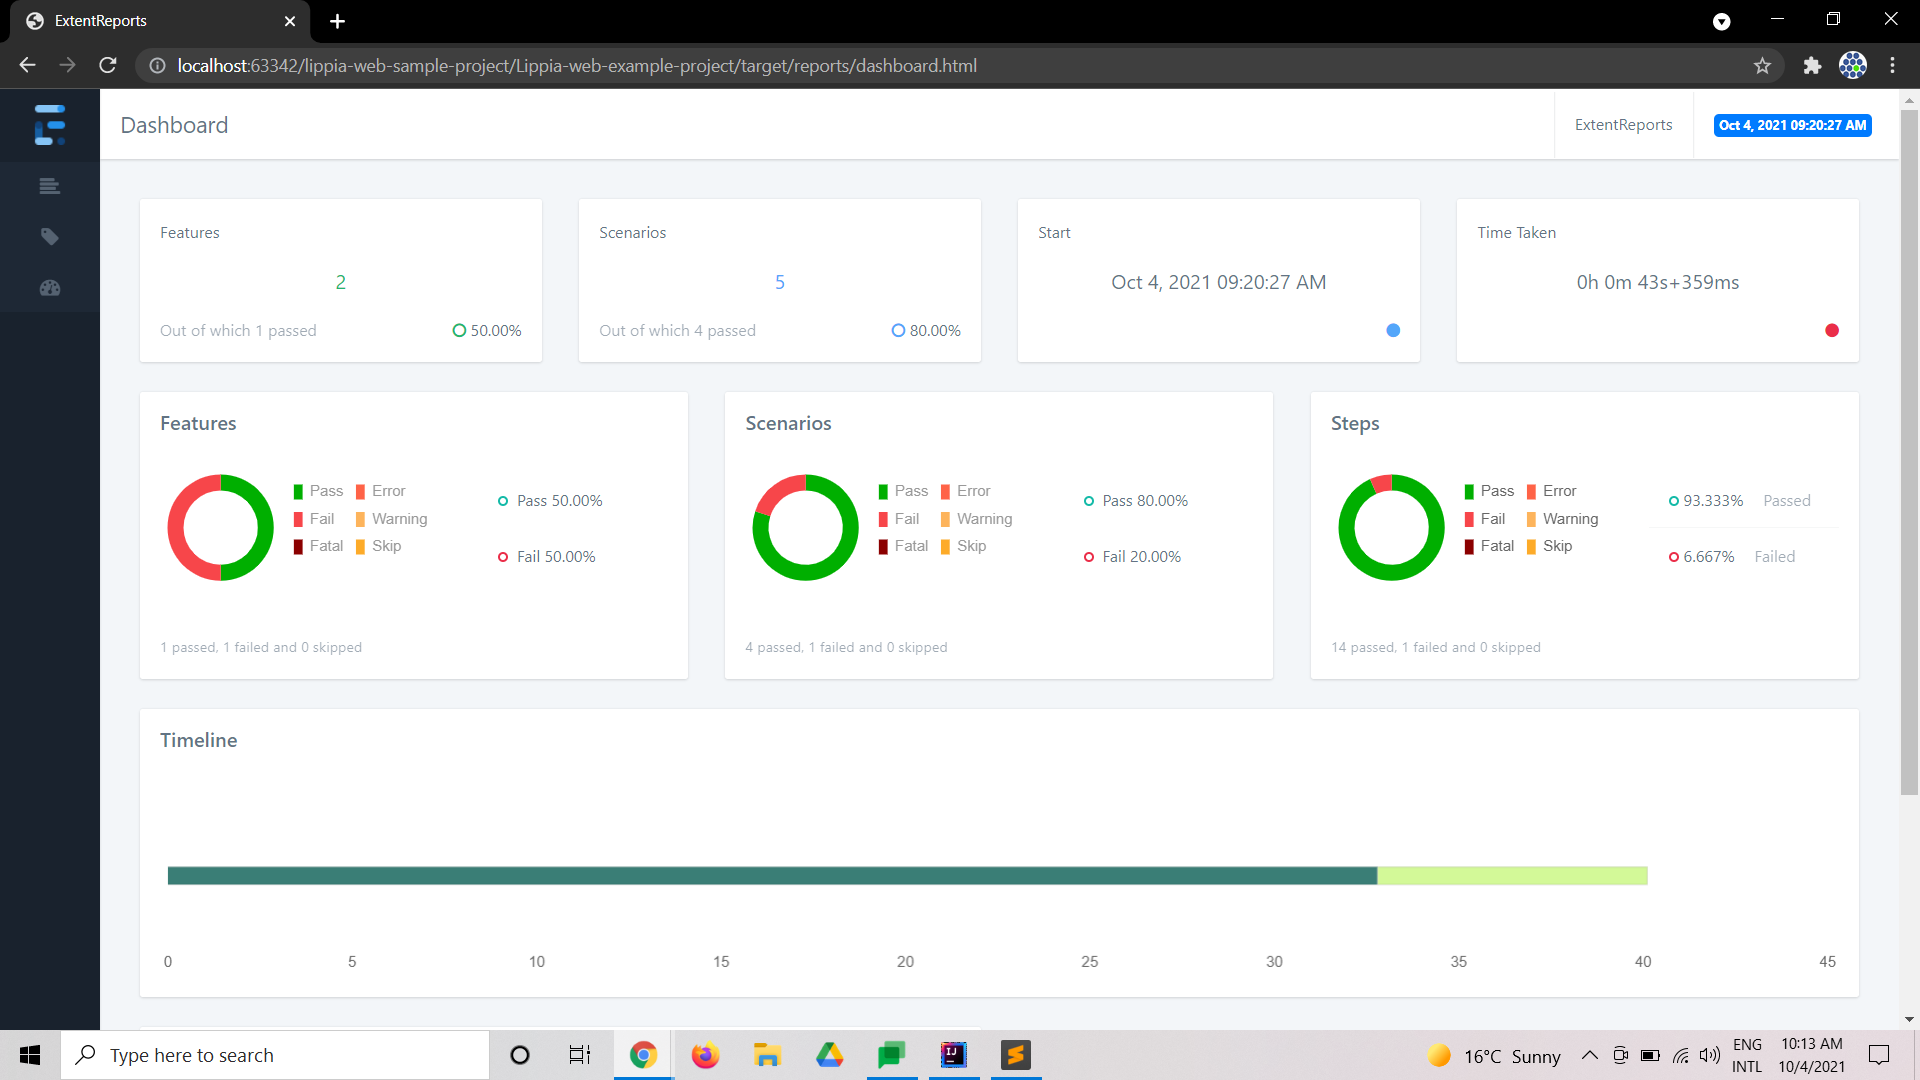 ExtentReports
localhost:63342/lippia-web-sample-project/Lippia-web-example-project/target/reports/dashboard.html
Dashboard
ExtentReports
Oct 4, 2021 09:20:27 AM
Features
2
Out of which 1 passed
50.00%
Scenarios
5
Out of which 4 passed
80.00%
Start
Oct 4, 2021 09:20:27 AM
Time Taken
0h 0m 43s+359ms
Features
Pass Error
Fail Warning
Fatal Skip
Pass 50.00%
Fail 50.00%
1 passed, 1 failed and 0 skipped
Scenarios
Pass Error
Fail Warning
Fatal Skip
Pass 80.00%
Fail 20.00%
4 passed, 1 failed and 0 skipped
Steps
Pass Error
Fail Warning
Fatal Skip
93.333% Passed
6.667% Failed
14 passed, 1 failed and 0 skipped
Timeline
0 5 10 15 20 25 30 35 40 45
Type here to search
IJ
16°C Sunny
ENG
INTL
10:13 AM
10/4/2021